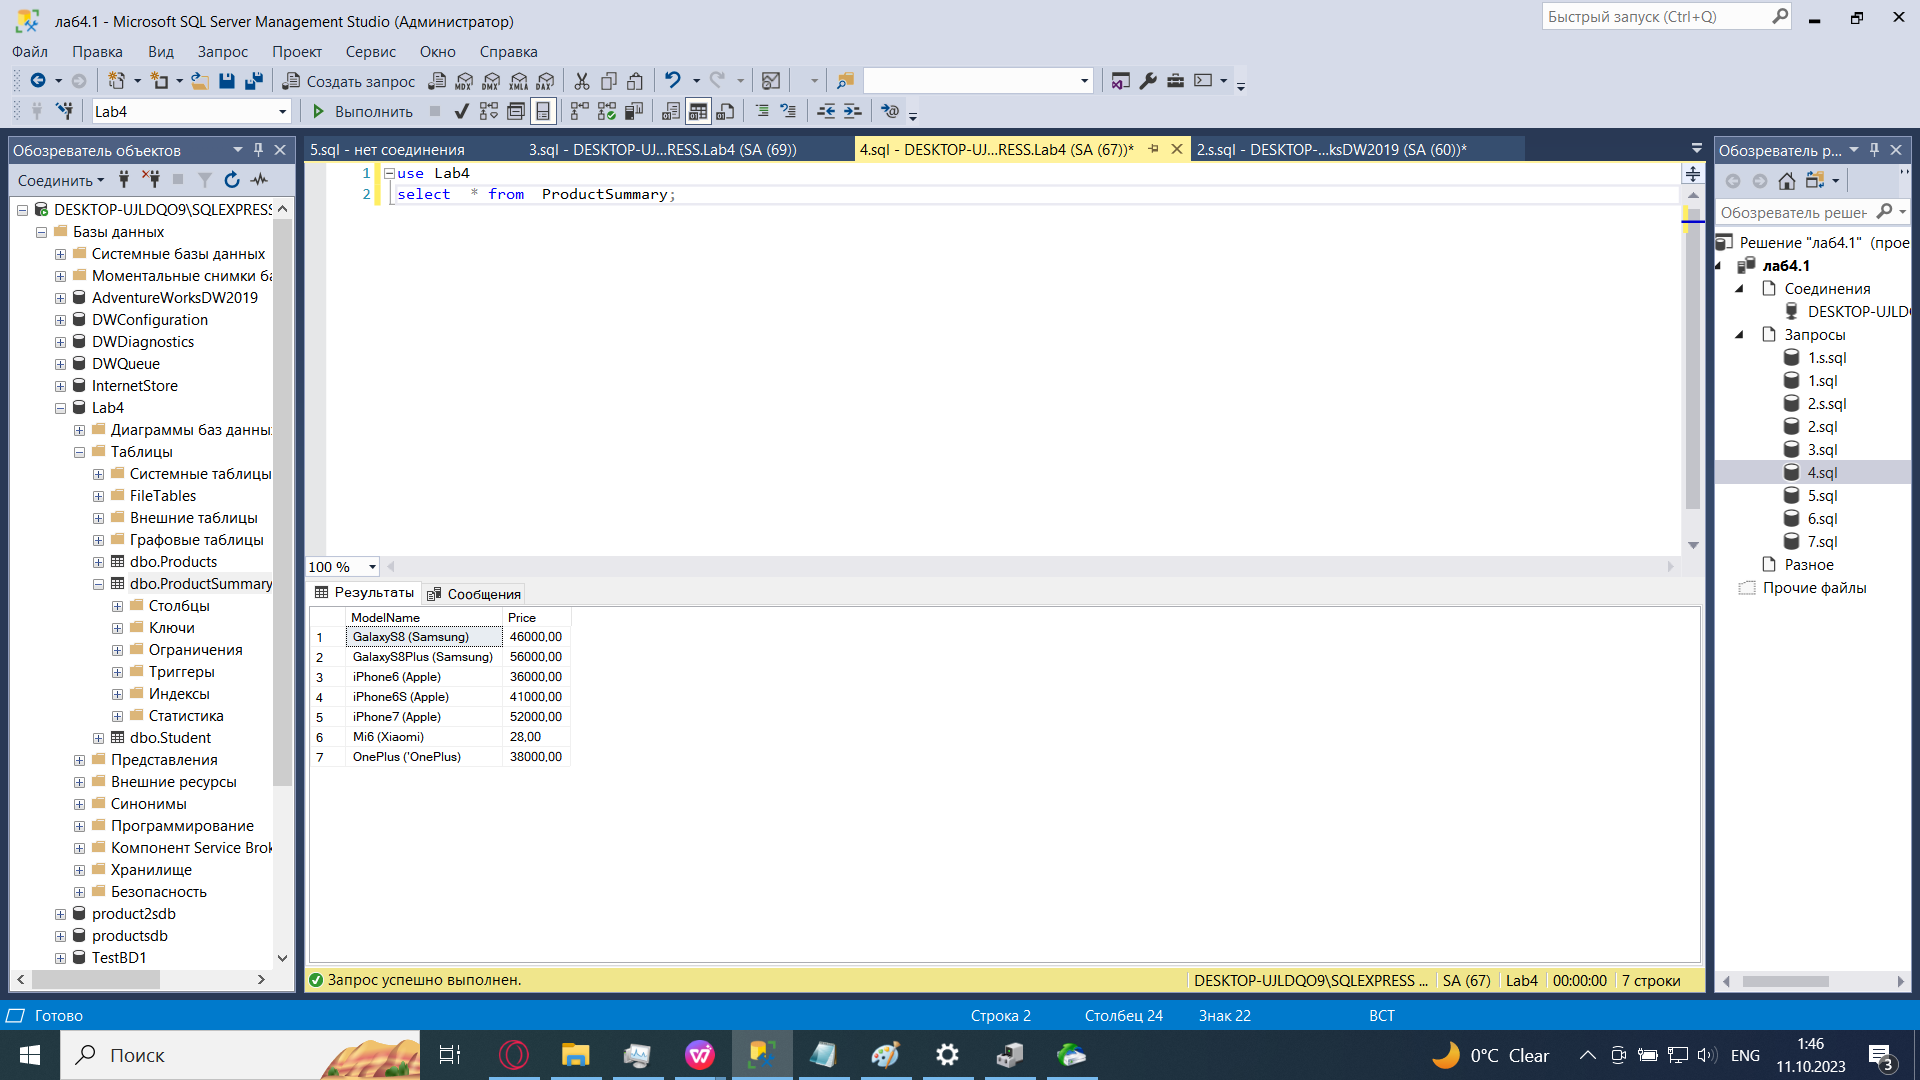 ла64.1 - Microsoft SQL Server Management Studio (Администратор)
Быстрый запуск (Ctrl+Q)
Файл Правка Вид Запрос Проект Сервис Окно Справка
Создать запрос
MDX DMX XMLA DAX
Lab4
Выполнить
Обозреватель объектов
5.sql - нет соединения
3.sql - DESKTOP-UJ...RESS.Lab4 (SA (69))
4.sql - DESKTOP-UJ...RESS.Lab4 (SA (67))*
2.s.sql - DESKTOP-...ksDW2019 (SA (60))*
Обозреватель р...
Соединить
DESKTOP-UJLDQO9\SQLEXPRESS
Базы данных
Системные базы данных
Моментальные снимки ба
AdventureWorksDW2019
DWConfiguration
DWDiagnostics
DWQueue
InternetStore
Lab4
Диаграммы баз данны
Таблицы
Системные таблицы
FileTables
Внешние таблицы
Графовые таблицы
dbo.Products
dbo.ProductSummary
Столбцы
Ключи
Ограничения
Триггеры
Индексы
Статистика
dbo.Student
Представления
Внешние ресурсы
Синонимы
Программирование
Компонент Service Brok
Хранилище
Безопасность
product2sdb
productsdb
TestBD1
1 use Lab4
2 select * from ProductSummary;
100 %
Результаты Сообщения
ModelName Price
1 GalaxyS8 (Samsung) 46000,00
2 GalaxyS8Plus (Samsung) 56000,00
3 iPhone6 (Apple) 36000,00
4 iPhone6S (Apple) 41000,00
5 iPhone7 (Apple) 52000,00
6 Mi6 (Xiaomi) 28,00
7 OnePlus ('OnePlus) 38000,00
Запрос успешно выполнен.
DESKTOP-UJLDQO9\SQLEXPRESS ... SA (67) Lab4 00:00:00 7 строки
Обозреватель решен
Решение "ла64.1" (прое
ла64.1
Соединения
DESKTOP-UJLD
Запросы
1.s.sql
1.sql
2.s.sql
2.sql
3.sql
4.sql
5.sql
6.sql
7.sql
Разное
Прочие файлы
Готово
Строка 2 Столбец 24 Знак 22 ВСТ
Поиск
0°C Clear
ENG
1:46
11.10.2023
3